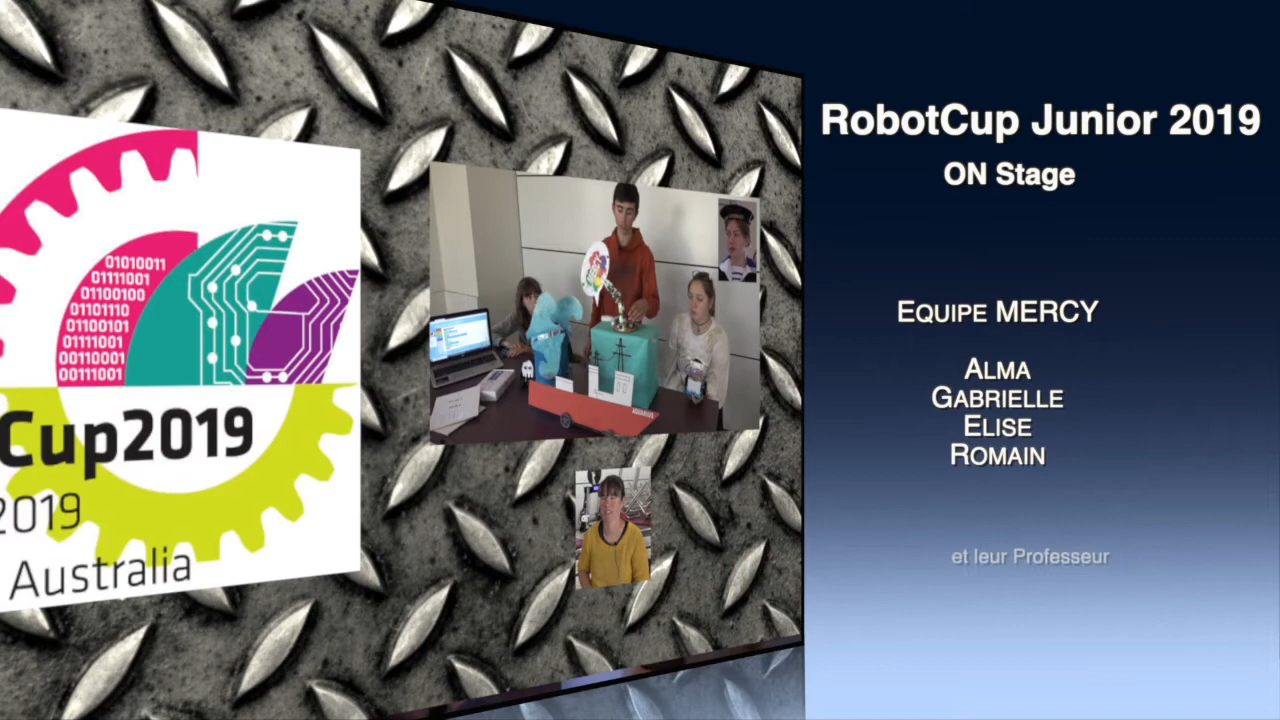 01010011
01111001
01100100
01101110
01100101
01111001
00110001
00111001
Cup2019
2019
Australia
RobotCup Junior 2019
ON Stage
EQUIPE MERCY
ALMA
GABRIELLE
ELISE
ROMAIN
et leur Professeur